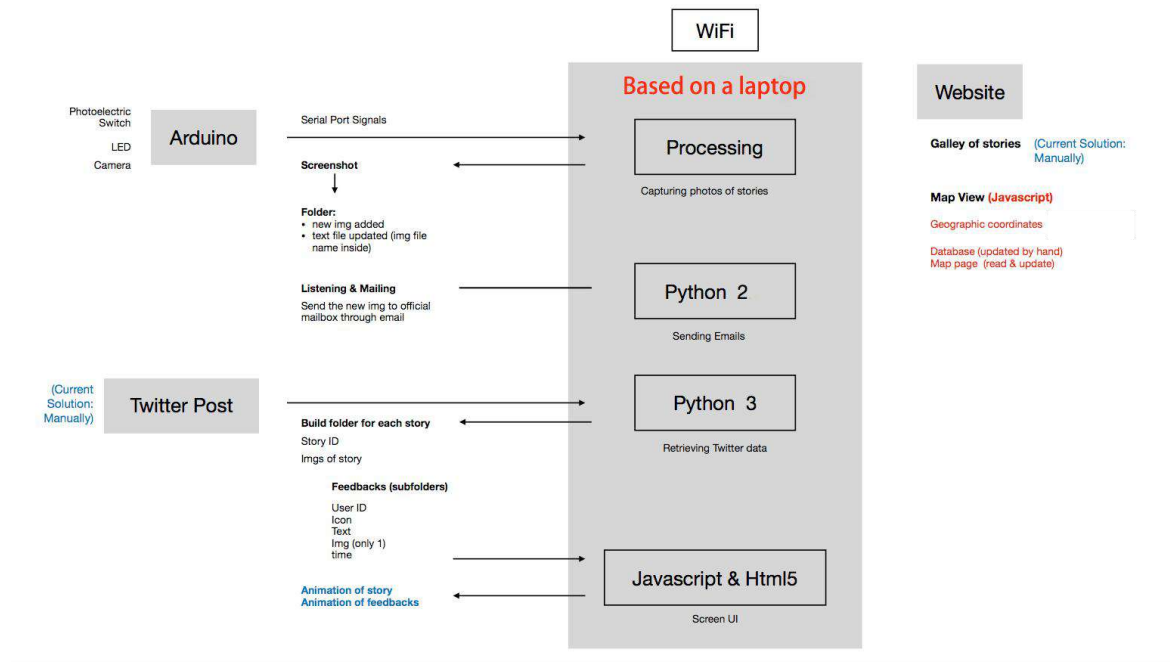 WiFi
Based on a laptop
Website
Photoelectric
Switch
LED
Camera
Arduino
Serial Port Signals
Processing
Capturing photos of stories
Screenshot
Folder:
• new img added
• text file updated (img file
name inside)
Galley of stories
(Current Solution:
Manually)
Map View (Javascript)
Geographic coordinates
Database (updated by hand)
Map page (read & update)
Listening & Mailing
Send the new img to official
mailbox through email
Python 2
Sending Emails
(Current
Solution:
Manually)
Twitter Post
Python 3
Retrieving Twitter data
Build folder for each story
Story ID
Imgs of story
Feedbacks (subfolders)
User ID
Icon
Text
Img (only 1)
time
Javascript & Html5
Screen UI
Animation of story
Animation of feedbacks